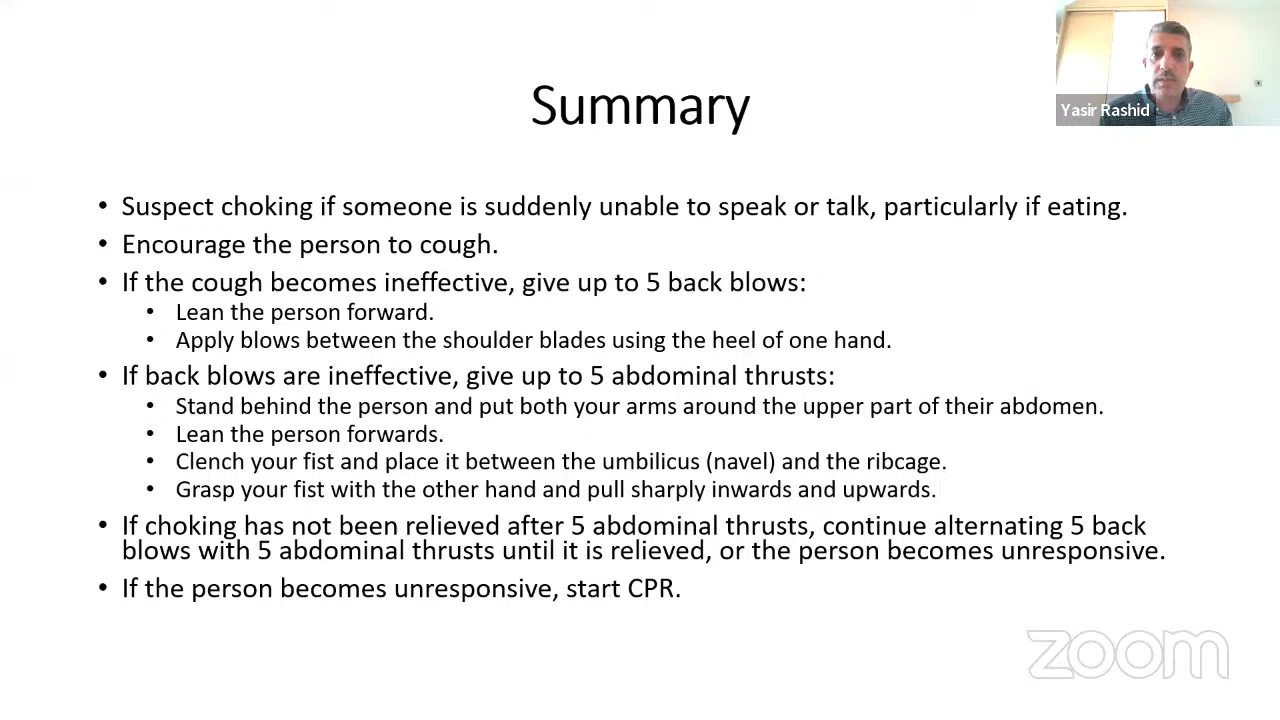 Yasir Rashid
Summary
• Suspect choking if someone is suddenly unable to speak or talk, particularly if eating.
• Encourage the person to cough.
• If the cough becomes ineffective, give up to 5 back blows:
• Lean the person forward.
• Apply blows between the shoulder blades using the heel of one hand.
• If back blows are ineffective, give up to 5 abdominal thrusts:
• Stand behind the person and put both your arms around the upper part of their abdomen.
• Lean the person forwards.
• Clench your fist and place it between the umbilicus (navel) and the ribcage.
• Grasp your fist with the other hand and pull sharply inwards and upwards.
• If choking has not been relieved after 5 abdominal thrusts, continue alternating 5 back
blows with 5 abdominal thrusts until it is relieved, or the person becomes unresponsive.
• If the person becomes unresponsive, start CPR.
zoom